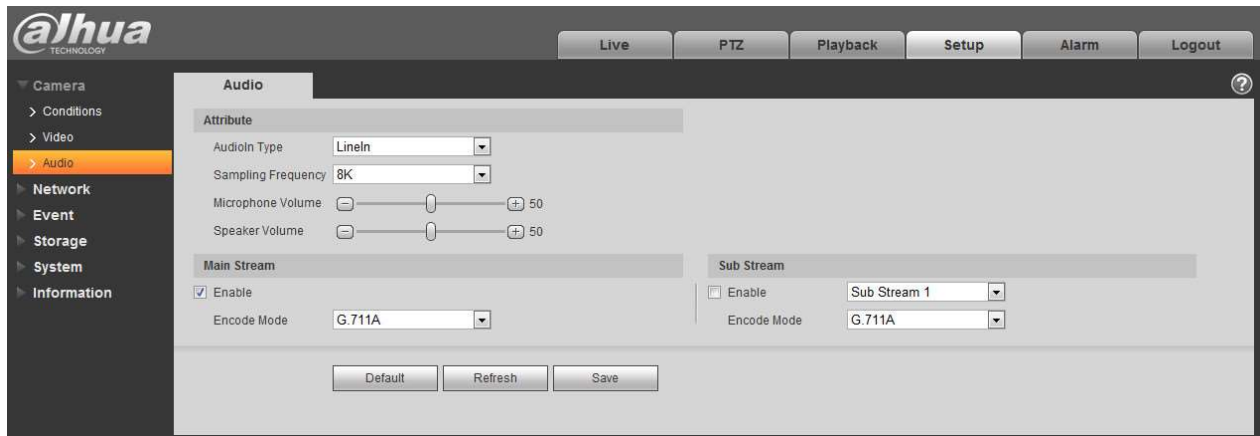 alhua
TECHNOLOGY
Live PTZ Playback Setup Alarm Logout
Camera
Conditions
Video
Audio
Network
Event
Storage
System
Information
Audio
?
Attribute
AudioIn Type LineIn
Sampling Frequency 8K
Microphone Volume 50
Speaker Volume 50
Main Stream
Enable
Encode Mode G.711A
Sub Stream
Enable Sub Stream 1
Encode Mode G.711A
Default Refresh Save